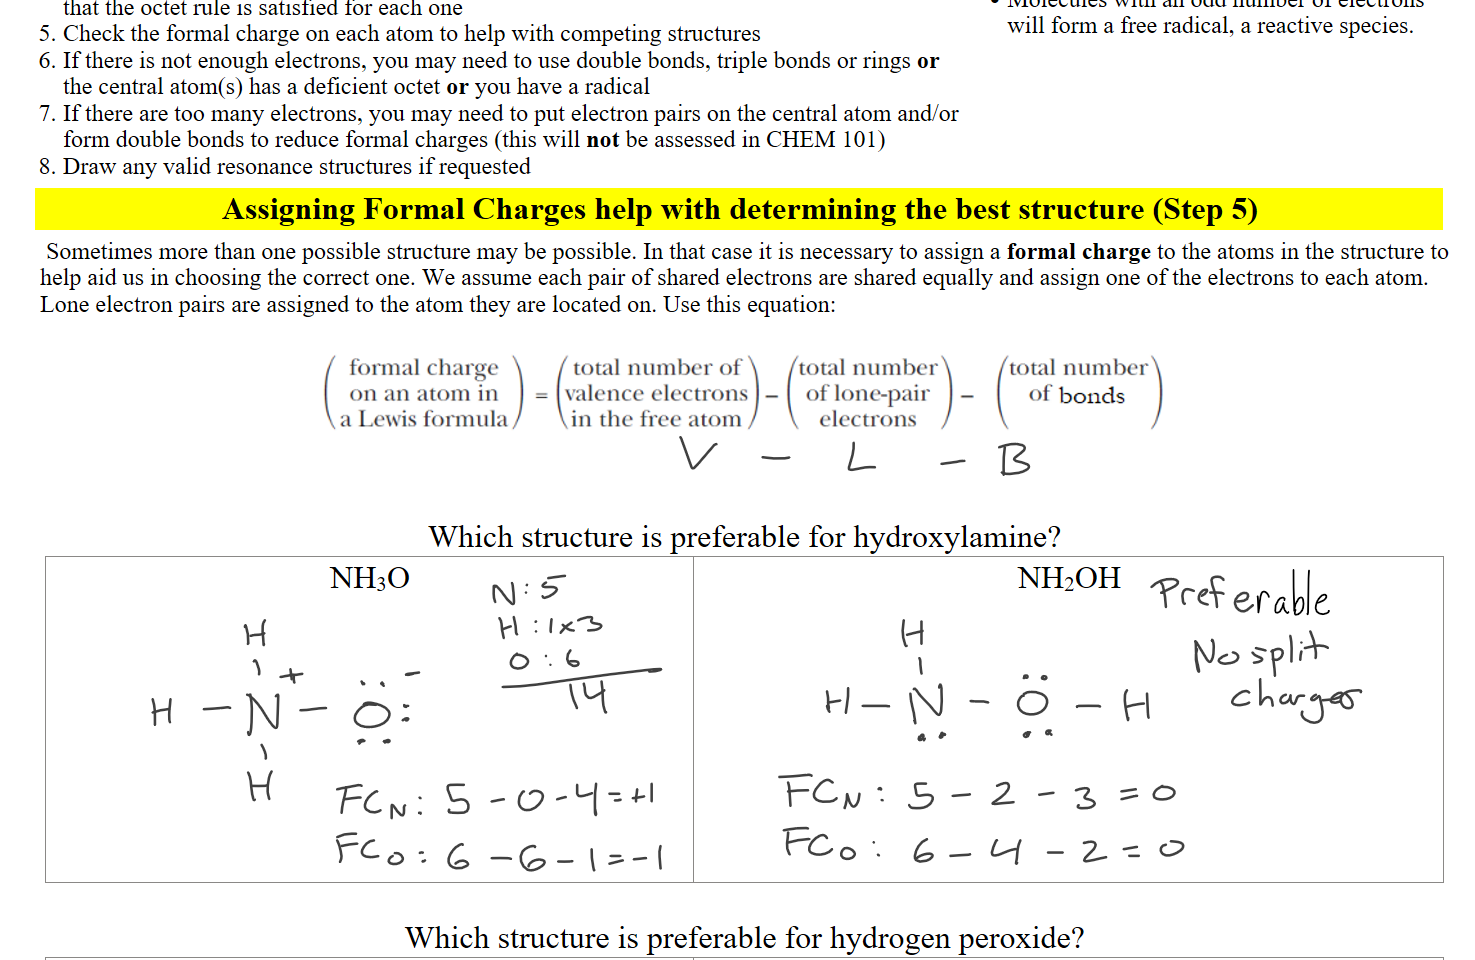 that the octet rule is satisfied for each one
5. Check the formal charge on each atom to help with competing structures
6. If there is not enough electrons, you may need to use double bonds, triple bonds or rings or
the central atom(s) has a deficient octet or you have a radical
7. If there are too many electrons, you may need to put electron pairs on the central atom and/or
form double bonds to reduce formal charges (this will not be assessed in CHEM 101)
8. Draw any valid resonance structures if requested
• Molecules with an odd number of electrons
will form a free radical, a reactive species.
Assigning Formal Charges help with determining the best structure (Step 5)
Sometimes more than one possible structure may be possible. In that case it is necessary to assign a formal charge to the atoms in the structure to
help aid us in choosing the correct one. We assume each pair of shared electrons are shared equally and assign one of the electrons to each atom.
Lone electron pairs are assigned to the atom they are located on. Use this equation:
(formal charge on an atom in a Lewis formula) = (total number of valence electrons in the free atom) – (total number of lone-pair electrons) – (total number of bonds)
V – L – B
Which structure is preferable for hydroxylamine?
NH₃O
N: 5
H: 1x3
O: 6
14
H
H – N⁺ – O⁻
H
FCN: 5 - 0 - 4 = +1
FCO: 6 - 6 - 1 = -1
NH₂OH
Preferable
No split
charges
H
H – N – O – H
FCN: 5 - 2 - 3 = 0
FCO: 6 - 4 - 2 = 0
Which structure is preferable for hydrogen peroxide?